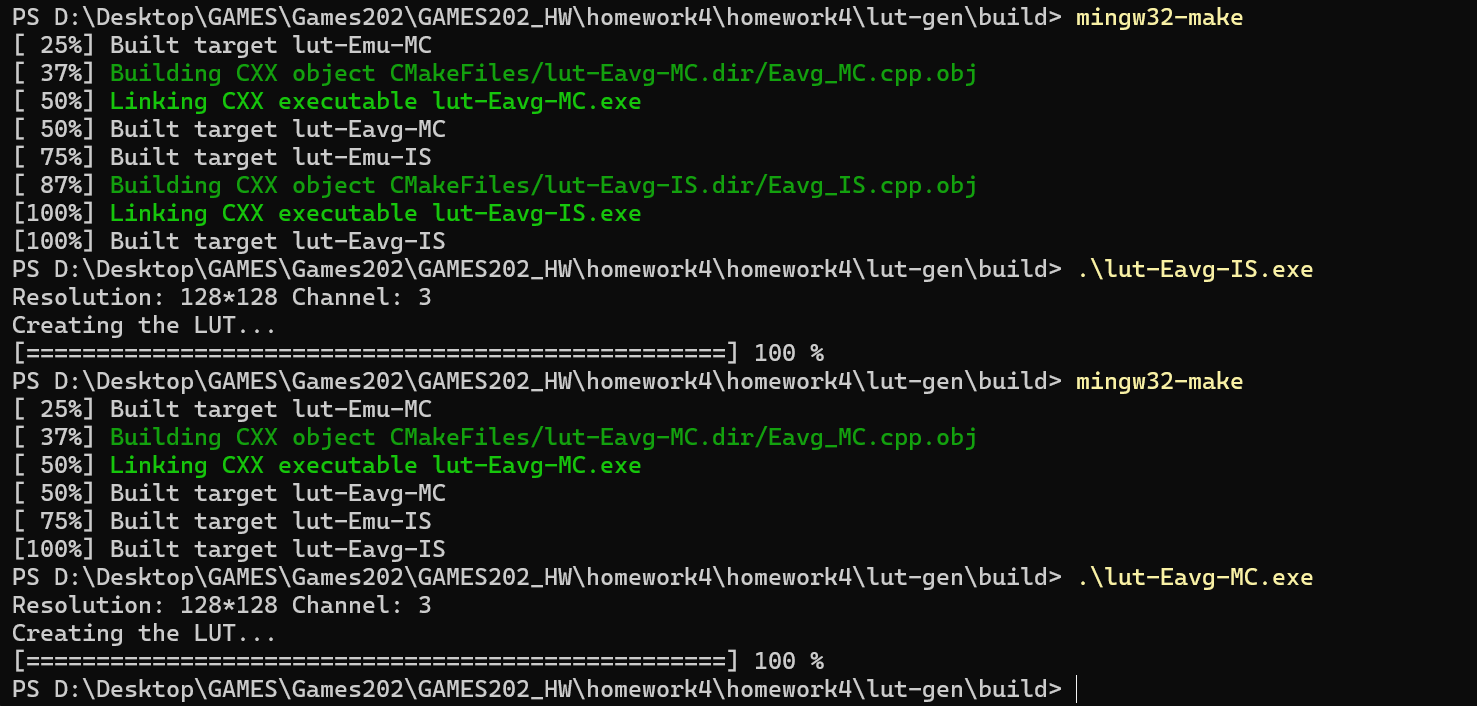 PS D:\Desktop\GAMES\Games202\GAMES202_HW\homework4\homework4\lut-gen\build> mingw32-make
[ 25%] Built target lut-Emu-MC
[ 37%] Building CXX object CMakeFiles/lut-Eavg-MC.dir/Eavg_MC.cpp.obj
[ 50%] Linking CXX executable lut-Eavg-MC.exe
[ 50%] Built target lut-Eavg-MC
[ 75%] Built target lut-Emu-IS
[ 87%] Building CXX object CMakeFiles/lut-Eavg-IS.dir/Eavg_IS.cpp.obj
[100%] Linking CXX executable lut-Eavg-IS.exe
[100%] Built target lut-Eavg-IS
PS D:\Desktop\GAMES\Games202\GAMES202_HW\homework4\homework4\lut-gen\build> .\lut-Eavg-IS.exe
Resolution: 128*128 Channel: 3
Creating the LUT...
[==================================================] 100 %
PS D:\Desktop\GAMES\Games202\GAMES202_HW\homework4\homework4\lut-gen\build> mingw32-make
[ 25%] Built target lut-Emu-MC
[ 37%] Building CXX object CMakeFiles/lut-Eavg-MC.dir/Eavg_MC.cpp.obj
[ 50%] Linking CXX executable lut-Eavg-MC.exe
[ 50%] Built target lut-Eavg-MC
[ 75%] Built target lut-Emu-IS
[100%] Built target lut-Eavg-IS
PS D:\Desktop\GAMES\Games202\GAMES202_HW\homework4\homework4\lut-gen\build> .\lut-Eavg-MC.exe
Resolution: 128*128 Channel: 3
Creating the LUT...
[==================================================] 100 %
PS D:\Desktop\GAMES\Games202\GAMES202_HW\homework4\homework4\lut-gen\build>